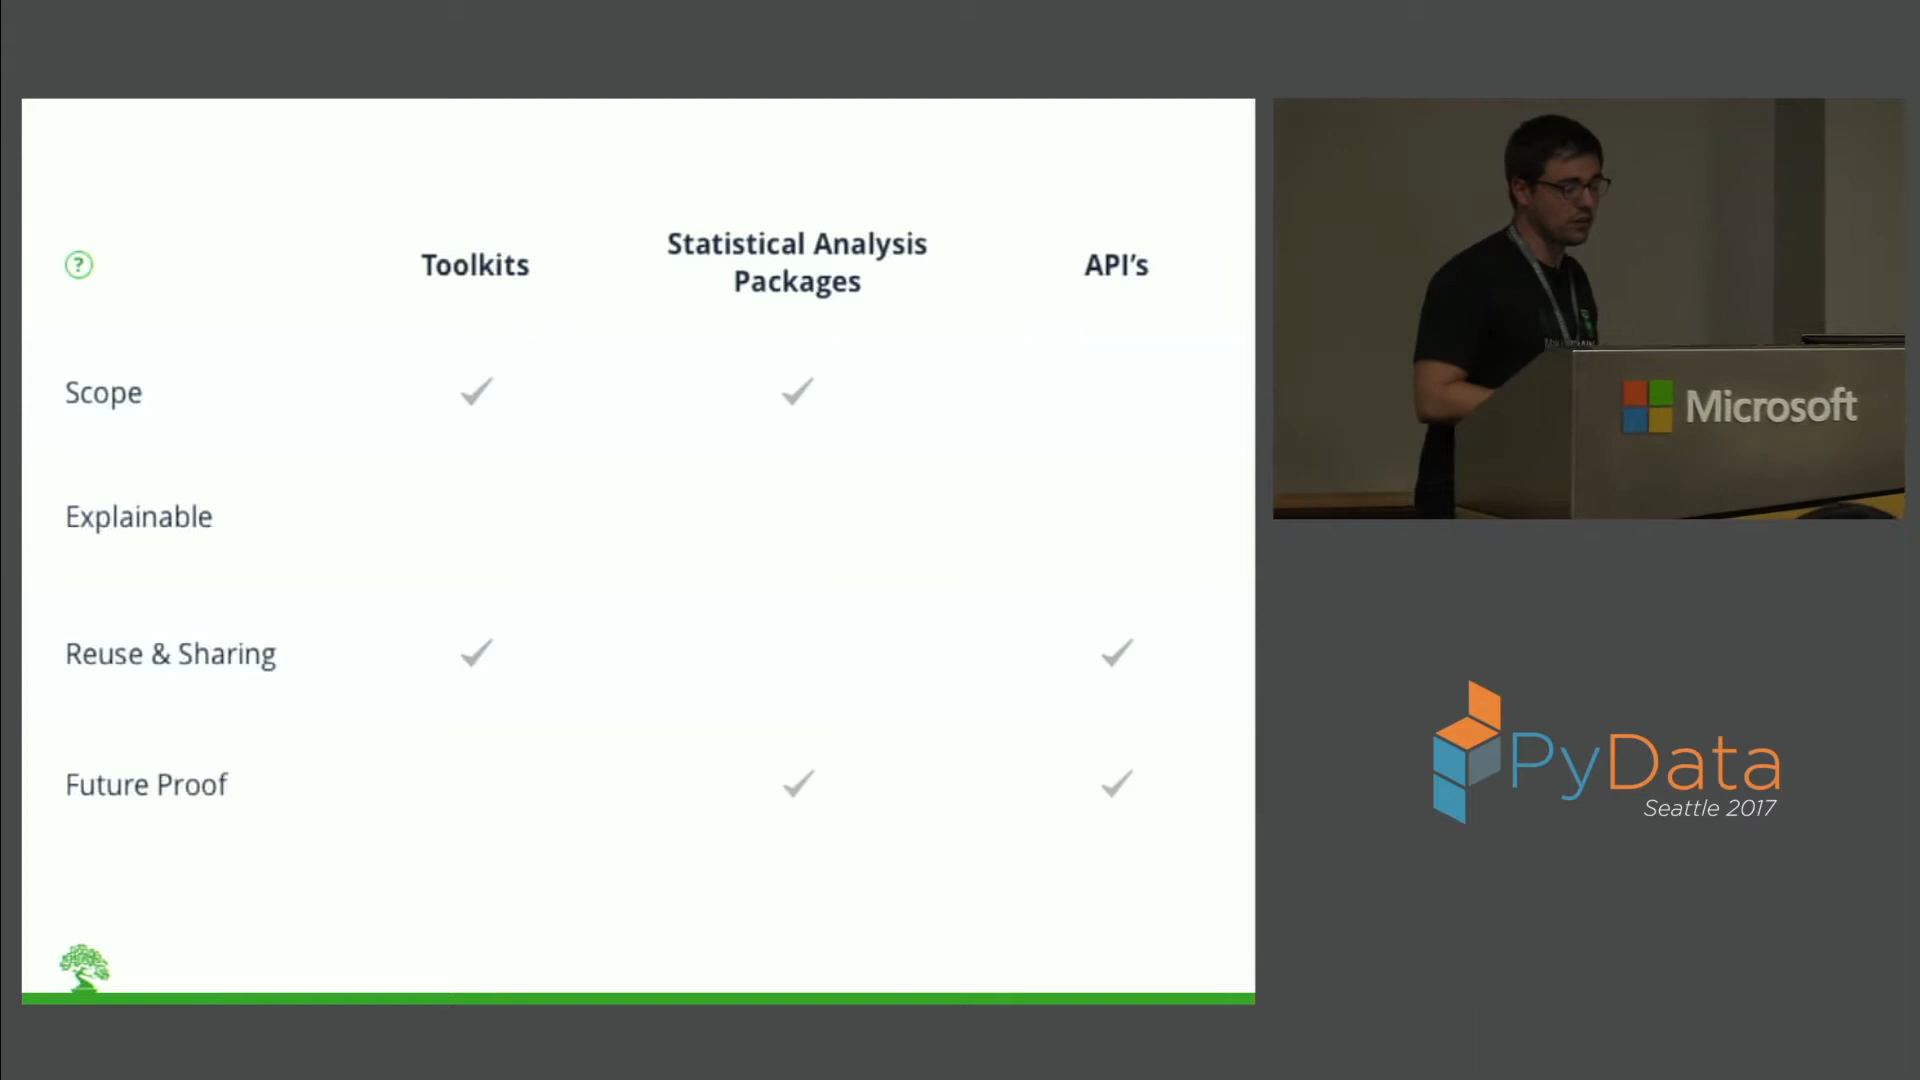 ?
Toolkits
Statistical Analysis
Packages
API's
Scope
Explainable
Reuse & Sharing
Future Proof
Microsoft
PyData
Seattle 2017